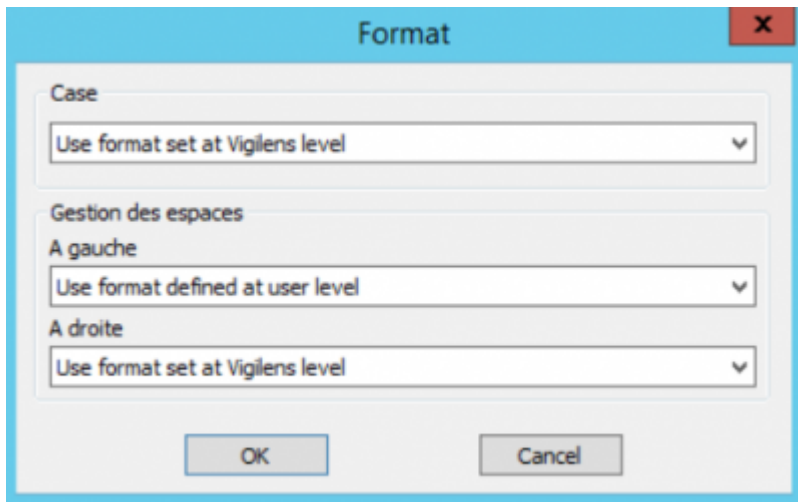 Format
Case
Use format set at Vigilens level
Gestion des espaces
A gauche
Use format defined at user level
A droite
Use format set at Vigilens level
OK
Cancel